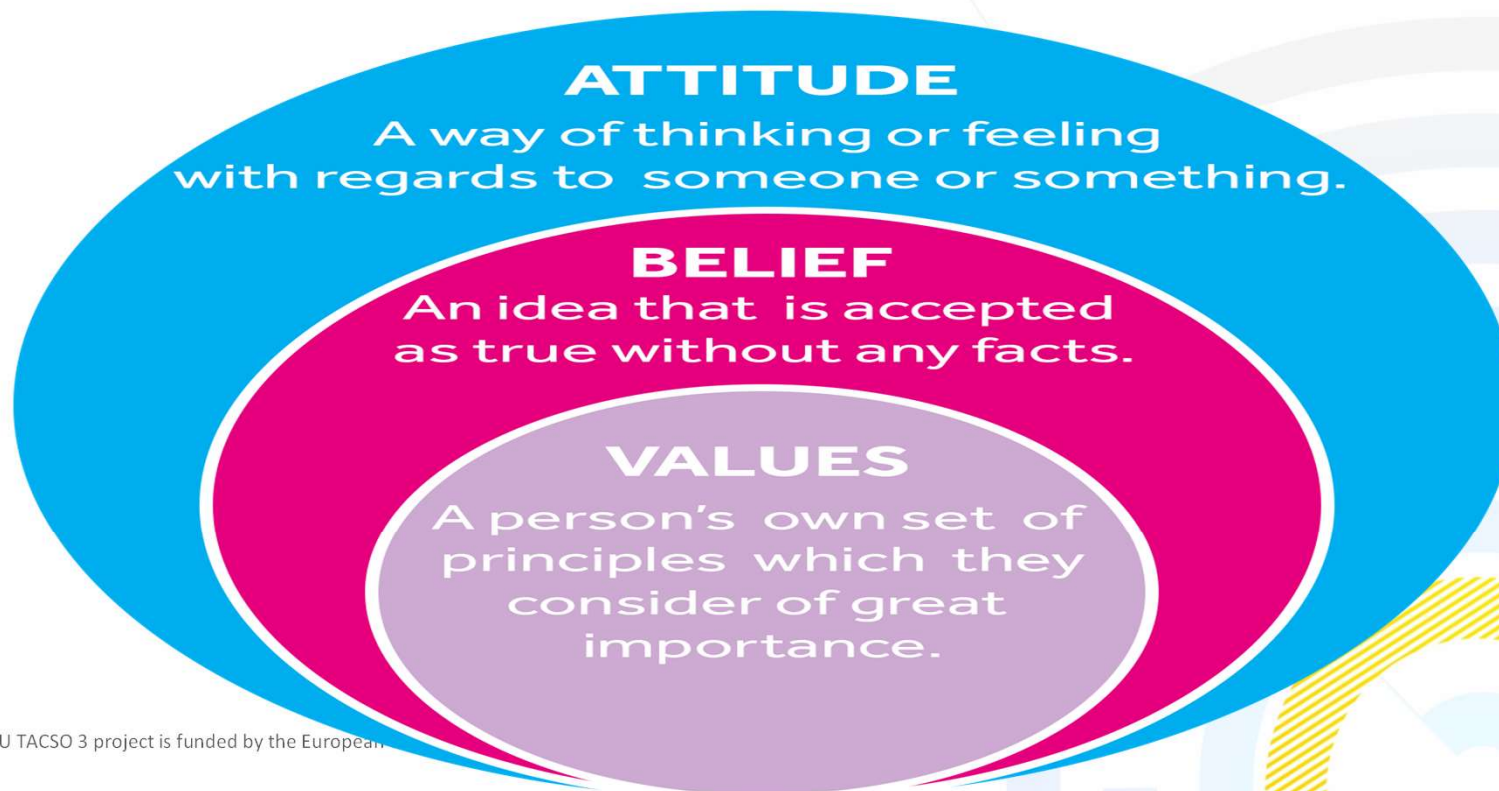 ATTITUDE
A way of thinking or feeling
with regards to someone or something.
BELIEF
An idea that is accepted
as true without any facts.
VALUES
A person's own set of
principles which they
consider of great
importance.
U TACSO 3 project is funded by the European